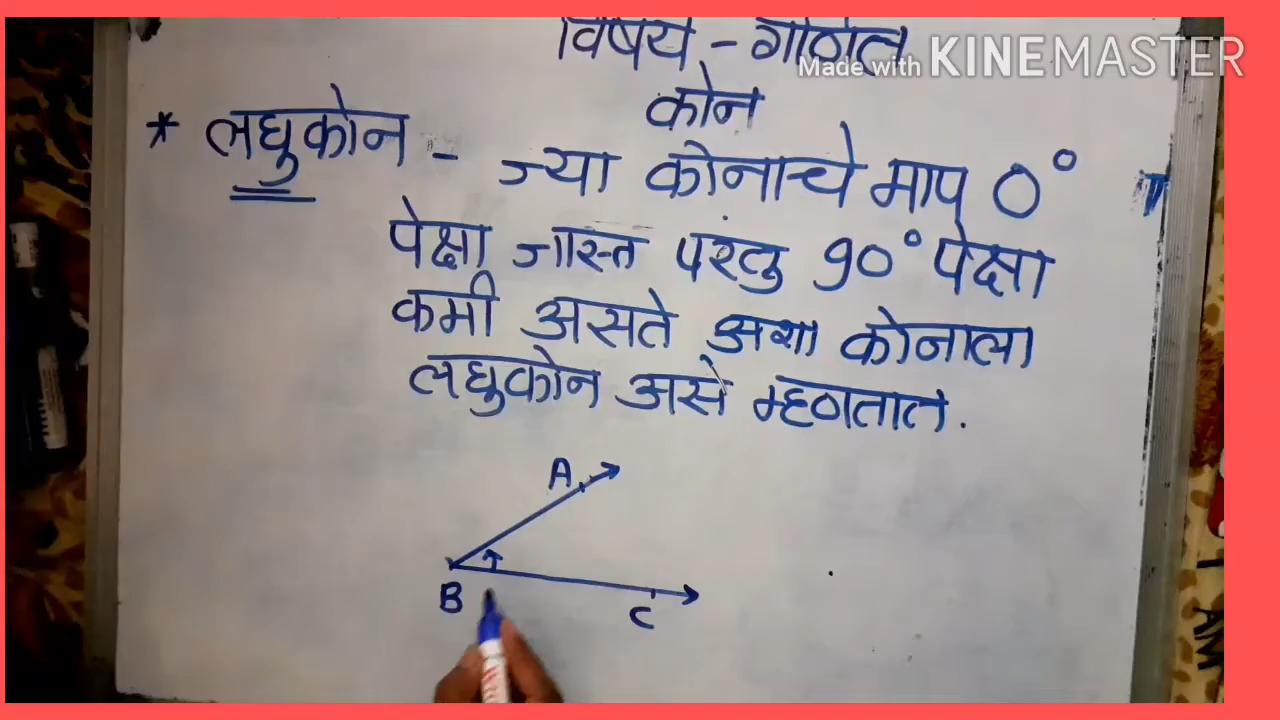 विषय - गणित
Made with KINEMASTER
कोन
* लघुकोन - ज्या कोनाचे माप 0°
पेक्षा जास्त परंतु 90° पेक्षा
कमी असते अशा कोनाला
लघुकोन असे म्हणतात.
A
B
C